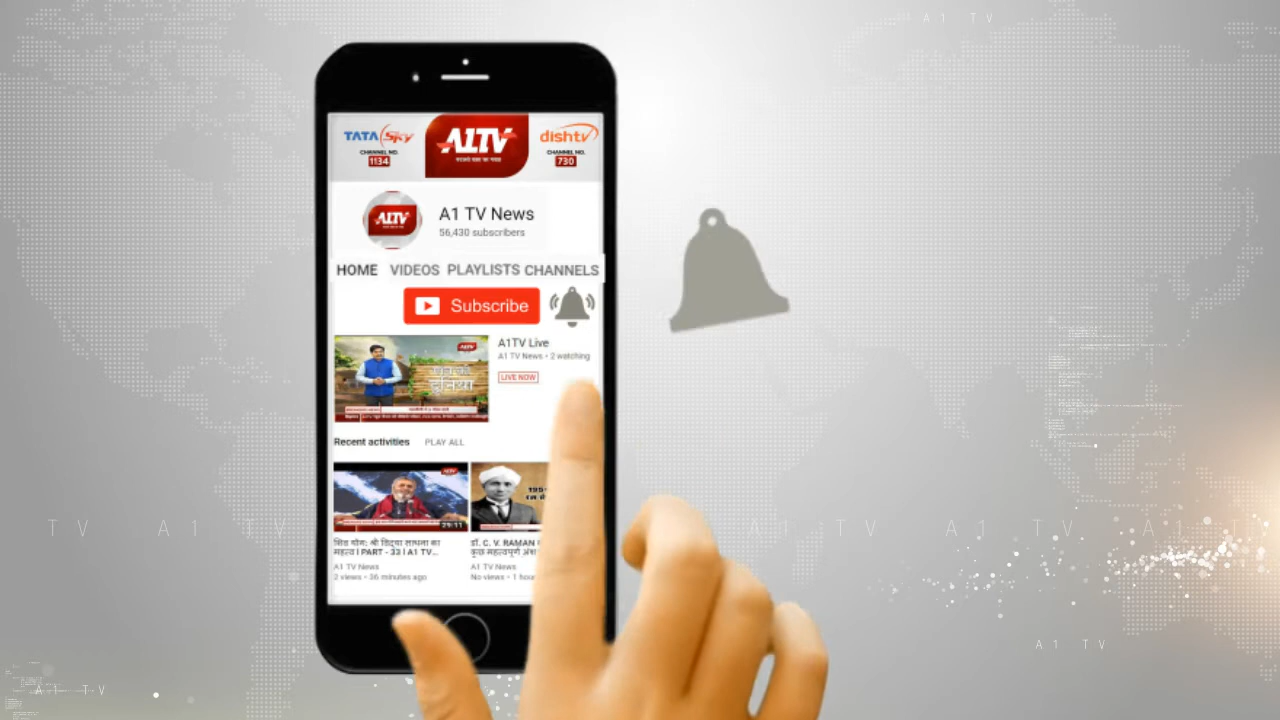 A1 TV
TATA Sky
CHANNEL NO.
1134
A1TV
dishtv
CHANNEL NO.
730
A1TV
A1 TV News
56,430 subscribers
HOME VIDEOS PLAYLISTS CHANNELS
Subscribe
A1TV Live
A1 TV News • 2 watching
LIVE NOW
दुनिया
Recent activities PLAY ALL
29:11
सिद्ध योग: श्री विद्या साधना का
महत्व | PART - 33 | A1 TV...
A1 TV News
2 views • 36 minutes ago
डॉ. C. V. RAMAN
कुछ महत्वपूर्ण अंश
A1 TV News
No views • 1 hour
TV A1 TV
TV A1 TV A1
A1 TV
A1 TV